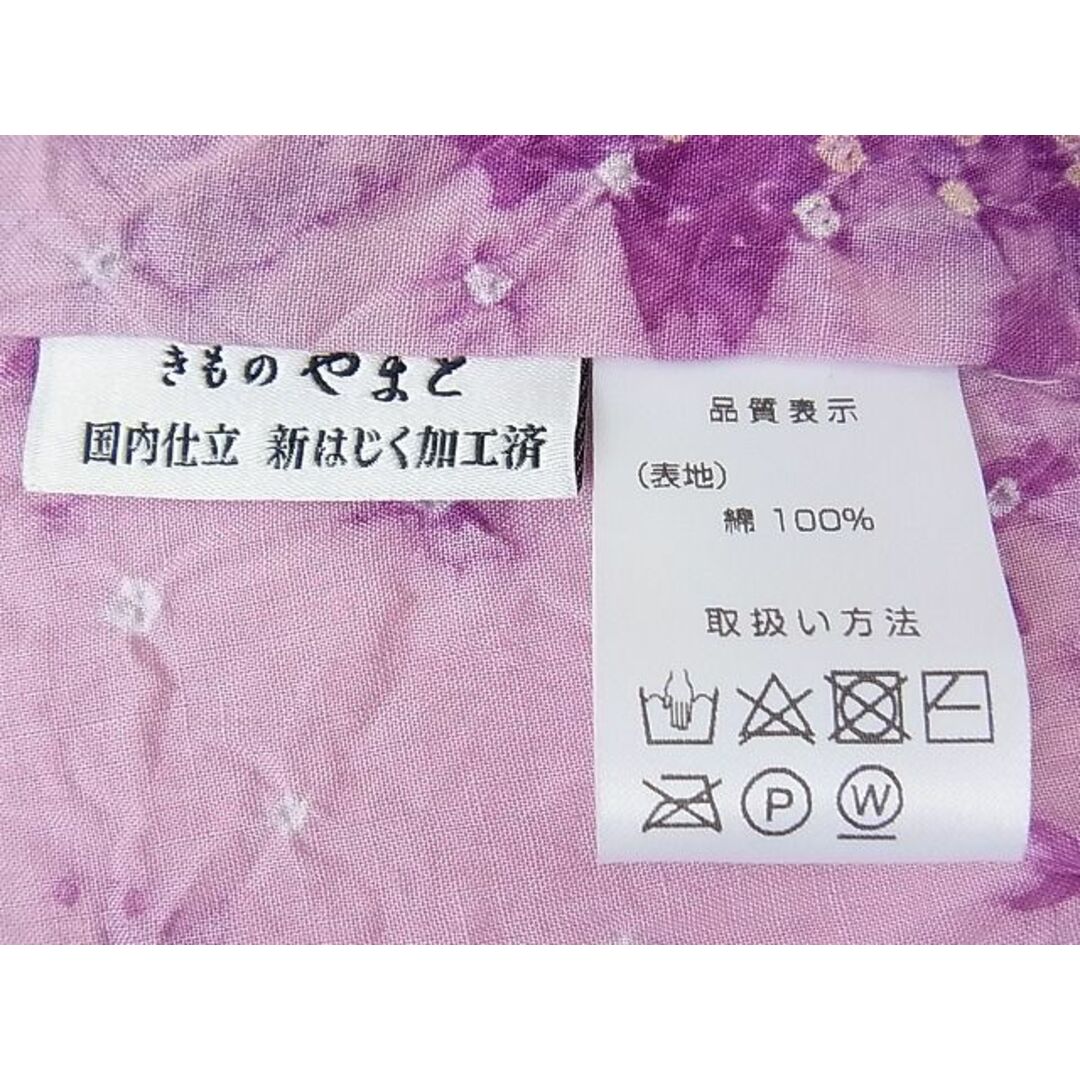 きもの やまと
国内仕立 新はじく加工済
品質表示
(表地)
綿 100%
取扱い方法
P W